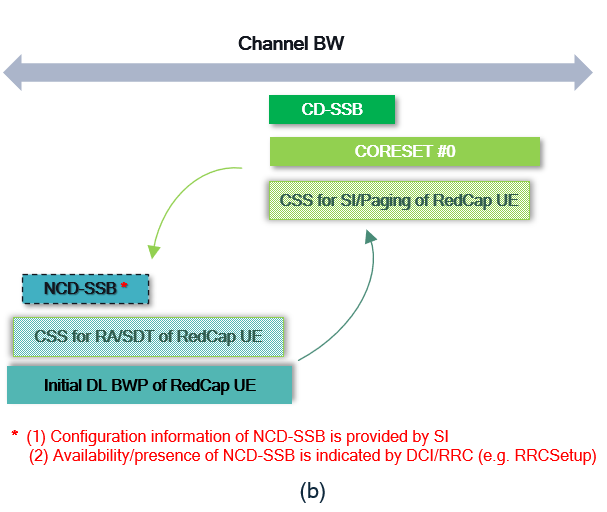 Channel BW
CD-SSB
CORESET #0
CSS for SI/Paging of RedCap UE
NCD-SSB *
CSS for RA/SDT of RedCap UE
Initial DL BWP of RedCap UE
* (1) Configuration information of NCD-SSB is provided by SI
(2) Availability/presence of NCD-SSB is indicated by DCI/RRC (e.g. RRCSetup)
(b)